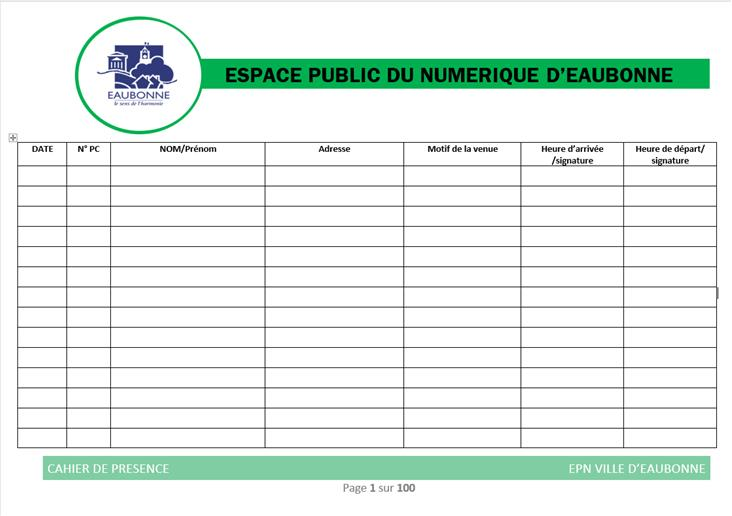 EAUBONNE
le sens de l'harmonie
ESPACE PUBLIC DU NUMERIQUE D'EAUBONNE
DATE N° PC NOM/Prénom Adresse Motif de la venue Heure d'arrivée /signature Heure de départ/ signature
CAHIER DE PRESENCE EPN VILLE D'EAUBONNE
Page 1 sur 100